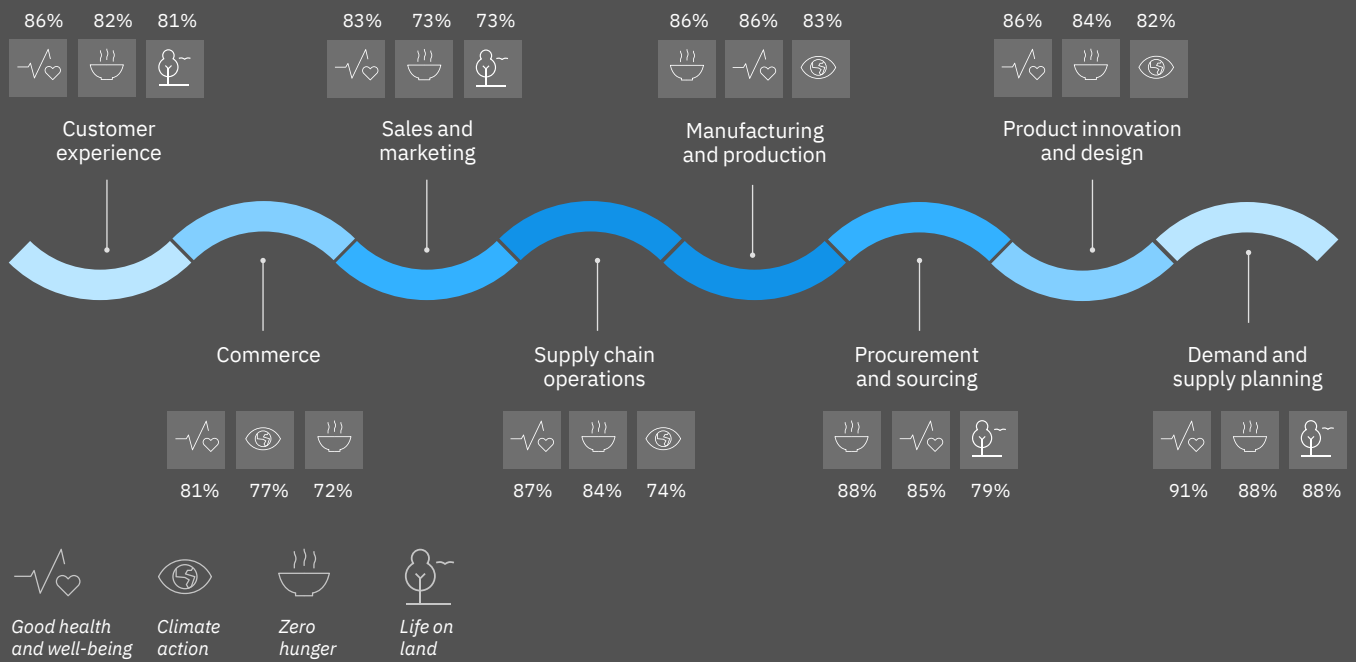 86% 82% 81%
83% 73% 73%
86% 86% 83%
86% 84% 82%
Customer
experience
Sales and
marketing
Manufacturing
and production
Product innovation
and design
Commerce
Supply chain
operations
Procurement
and sourcing
Demand and
supply planning
81% 77% 72%
87% 84% 74%
88% 85% 79%
91% 88% 88%
Good health
and well-being
Climate
action
Zero
hunger
Life on
land